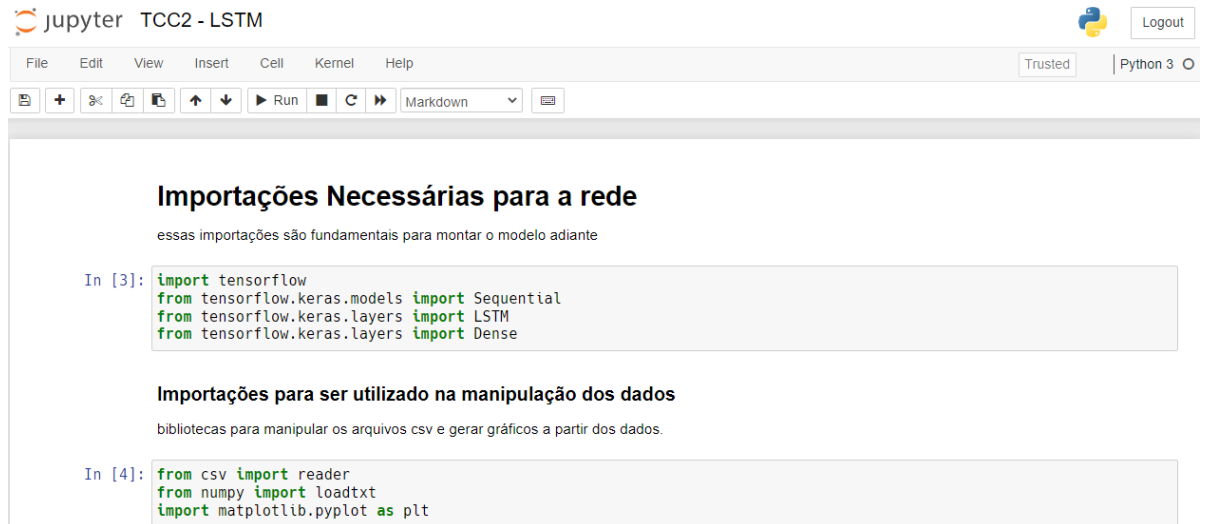 jupyter TCC2 - LSTM
Logout
File Edit View Insert Cell Kernel Help
Trusted Python 3
Run Markdown
Importações Necessárias para a rede
essas importações são fundamentais para montar o modelo adiante
In [3]: import tensorflow
from tensorflow.keras.models import Sequential
from tensorflow.keras.layers import LSTM
from tensorflow.keras.layers import Dense
Importações para ser utilizado na manipulação dos dados
bibliotecas para manipular os arquivos csv e gerar gráficos a partir dos dados.
In [4]: from csv import reader
from numpy import loadtxt
import matplotlib.pyplot as plt